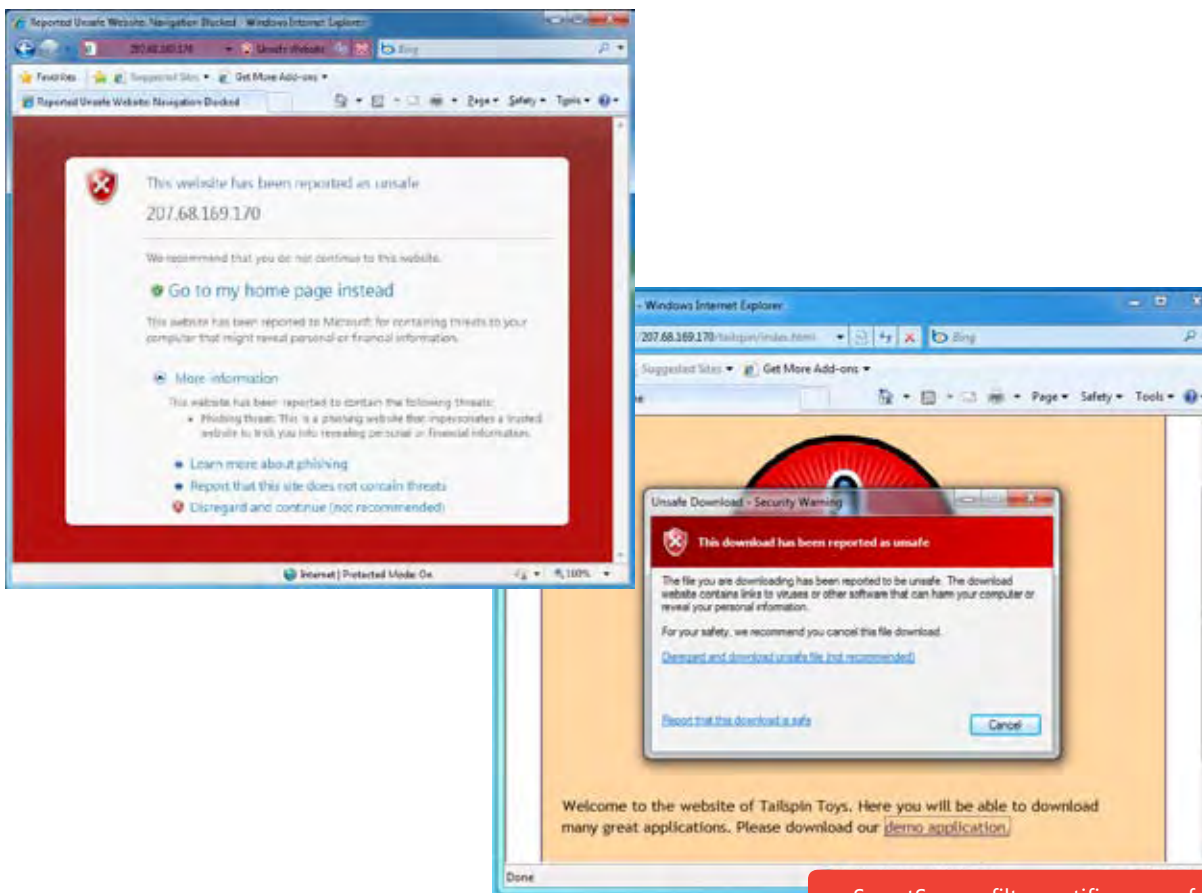 Reported Unsafe Website: Navigation Blocked - Windows Internet Explorer
207.68.169.170 Unsafe Website Bing
Favorites Suggested Sites Get More Add-ons
Reported Unsafe Website: Navigation Blocked Page Safety Tools
This website has been reported as unsafe
207.68.169.170
We recommend that you do not continue to this website.
Go to my home page instead
This website has been reported to Microsoft for containing threats to your
computer that might reveal personal or financial information.
More information
This website has been reported to contain the following threats:
• Phishing threat: This is a phishing website that impersonates a trusted
website to trick you into revealing personal or financial information.
Learn more about phishing
Report that this site does not contain threats
Disregard and continue (not recommended)
Internet | Protected Mode: On 100%
- Windows Internet Explorer
/207.68.169.170/tailspin/index.html Bing
Suggested Sites Get More Add-ons
Page Safety Tools
Unsafe Download - Security Warning
This download has been reported as unsafe
The file you are downloading has been reported to be unsafe. The download
website contains links to viruses or other software that can harm your computer or
reveal your personal information.
For your safety, we recommend you cancel this file download.
Disregard and download unsafe file (not recommended)
Report that this download is safe
Cancel
Welcome to the website of Tailspin Toys. Here you will be able to download
many great applications. Please download our demo application.
Done